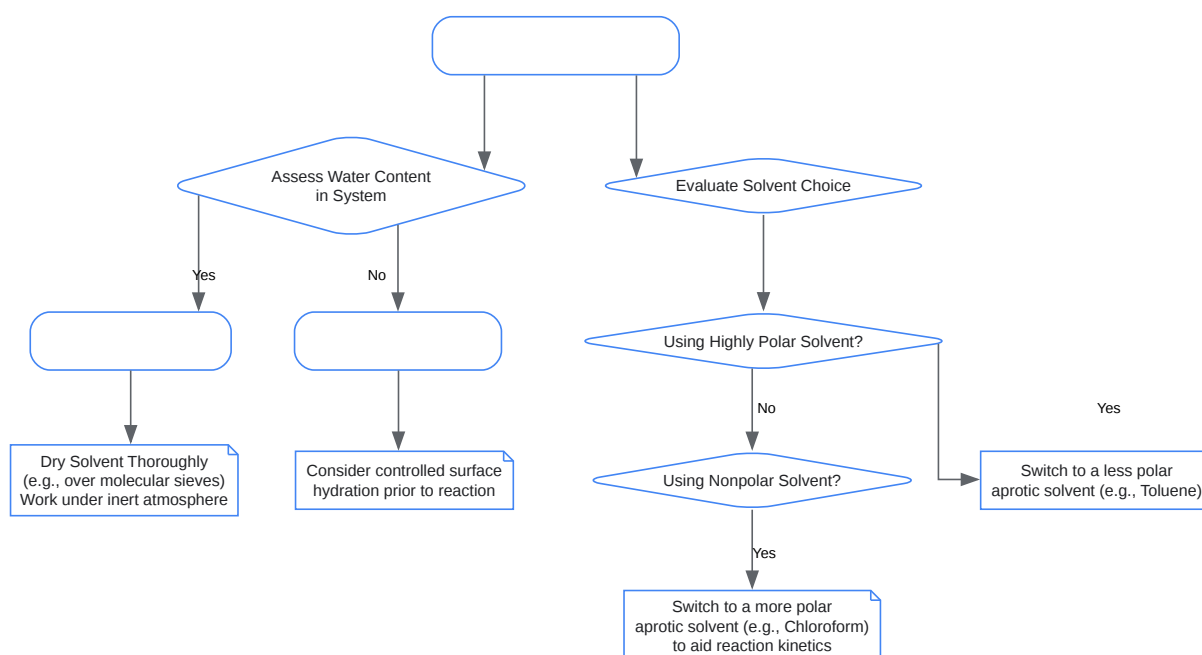 Assess Water Content
in System
Evaluate Solvent Choice
Yes
No
Using Highly Polar Solvent?
No
Yes
Dry Solvent Thoroughly
(e.g., over molecular sieves)
Work under inert atmosphere
Consider controlled surface
hydration prior to reaction
Using Nonpolar Solvent?
Switch to a less polar
aprotic solvent (e.g., Toluene)
Yes
Switch to a more polar
aprotic solvent (e.g., Chloroform)
to aid reaction kinetics